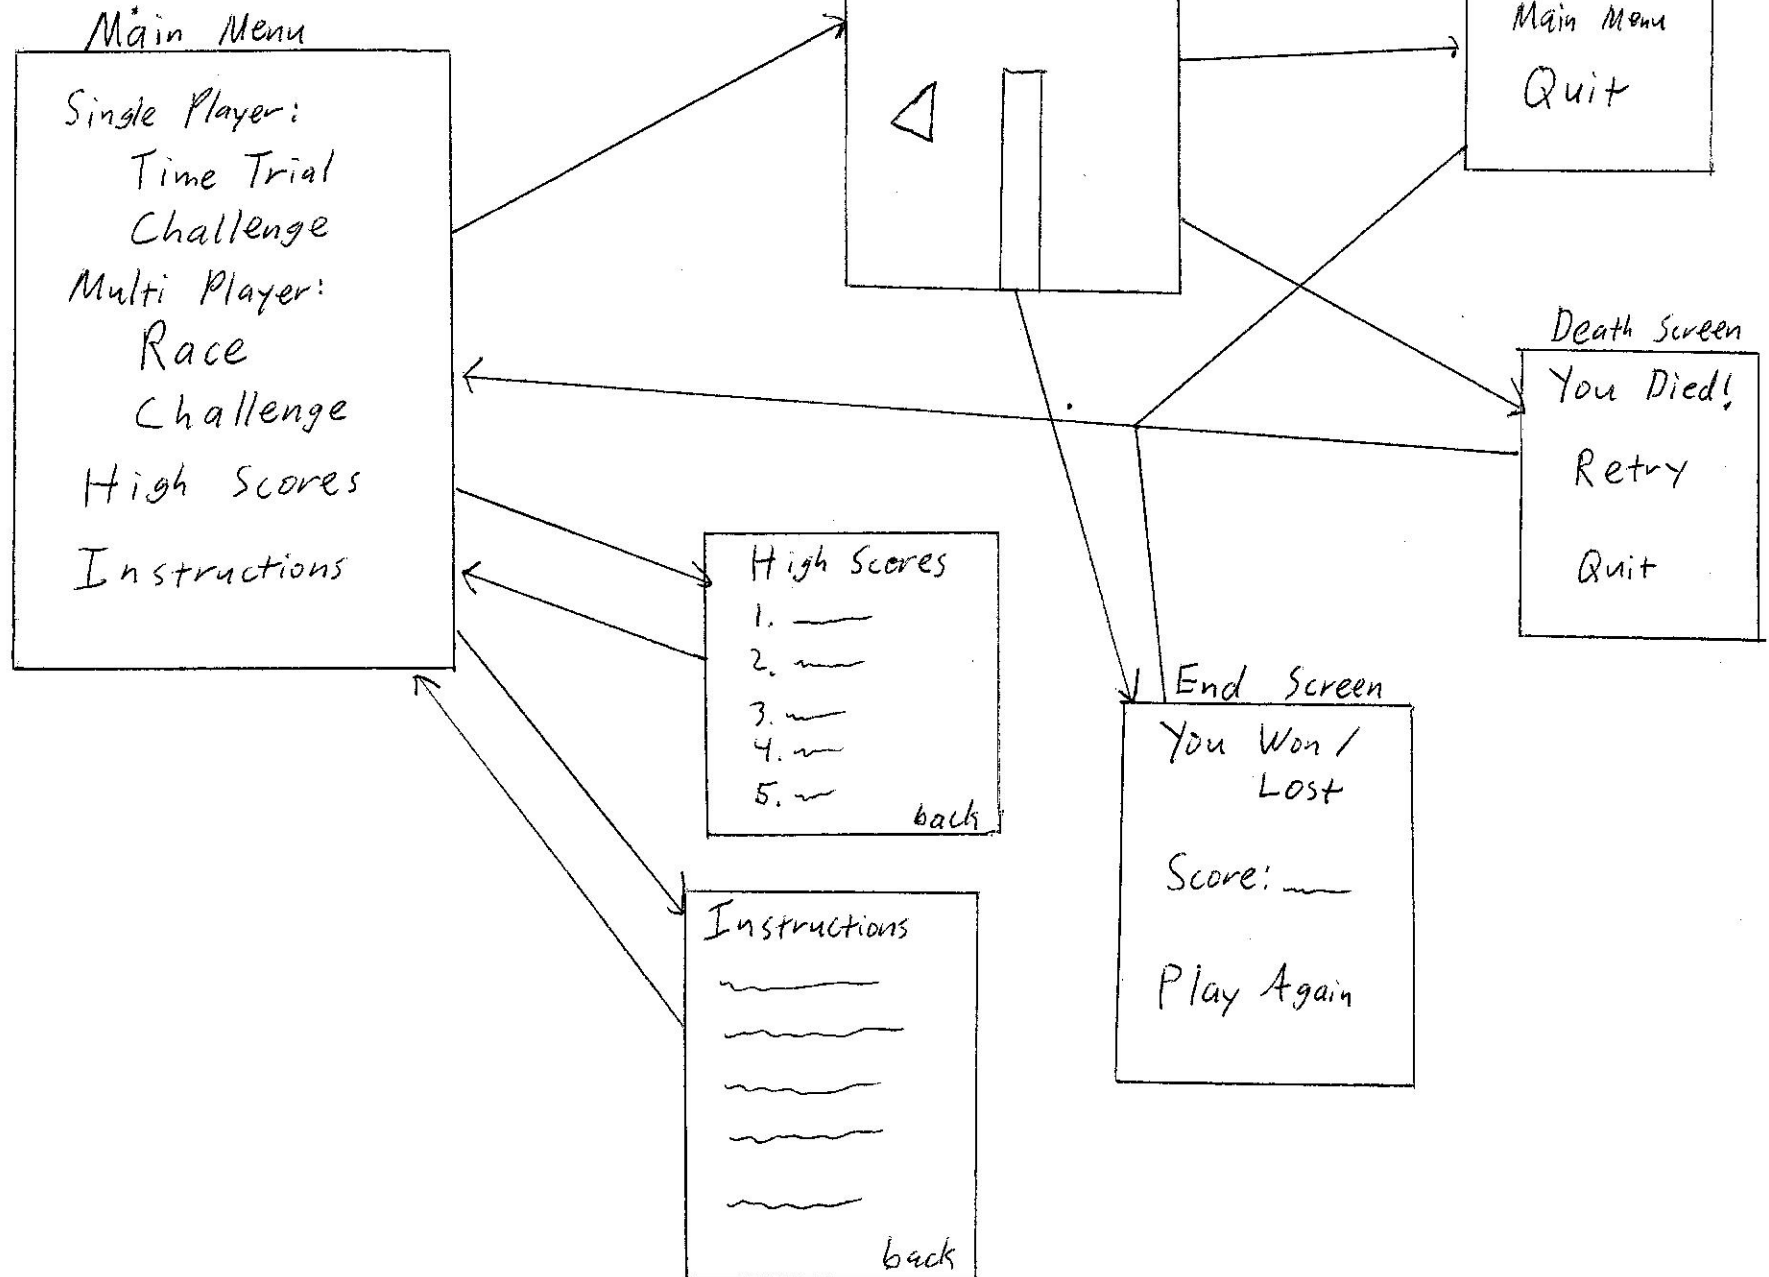 Main Menu
Single Player:
Time Trial
Challenge
Multi Player:
Race
Challenge
High Scores
Instructions
Main Menu
Quit
Death Screen
You Died!
Retry
Quit
High Scores
1.
2.
3.
4.
5.
back
End Screen
You Won/
Lost
Score:
Play Again
Instructions
back